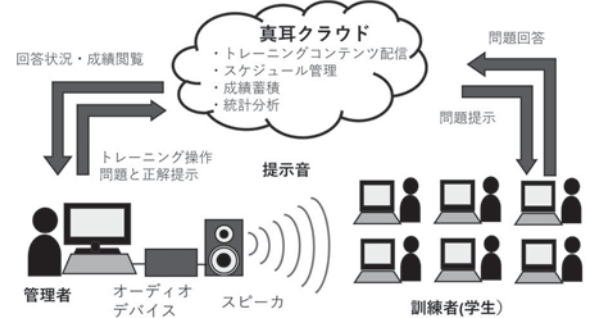 真耳クラウド
・トレーニングコンテンツ配信
・スケジュール管理
・成績蓄積
・統計分析
回答状況・成績閲覧
問題回答
トレーニング操作
問題と正解提示
問題提示
提示音
管理者
オーディオ
デバイス
スピーカ
訓練者(学生）